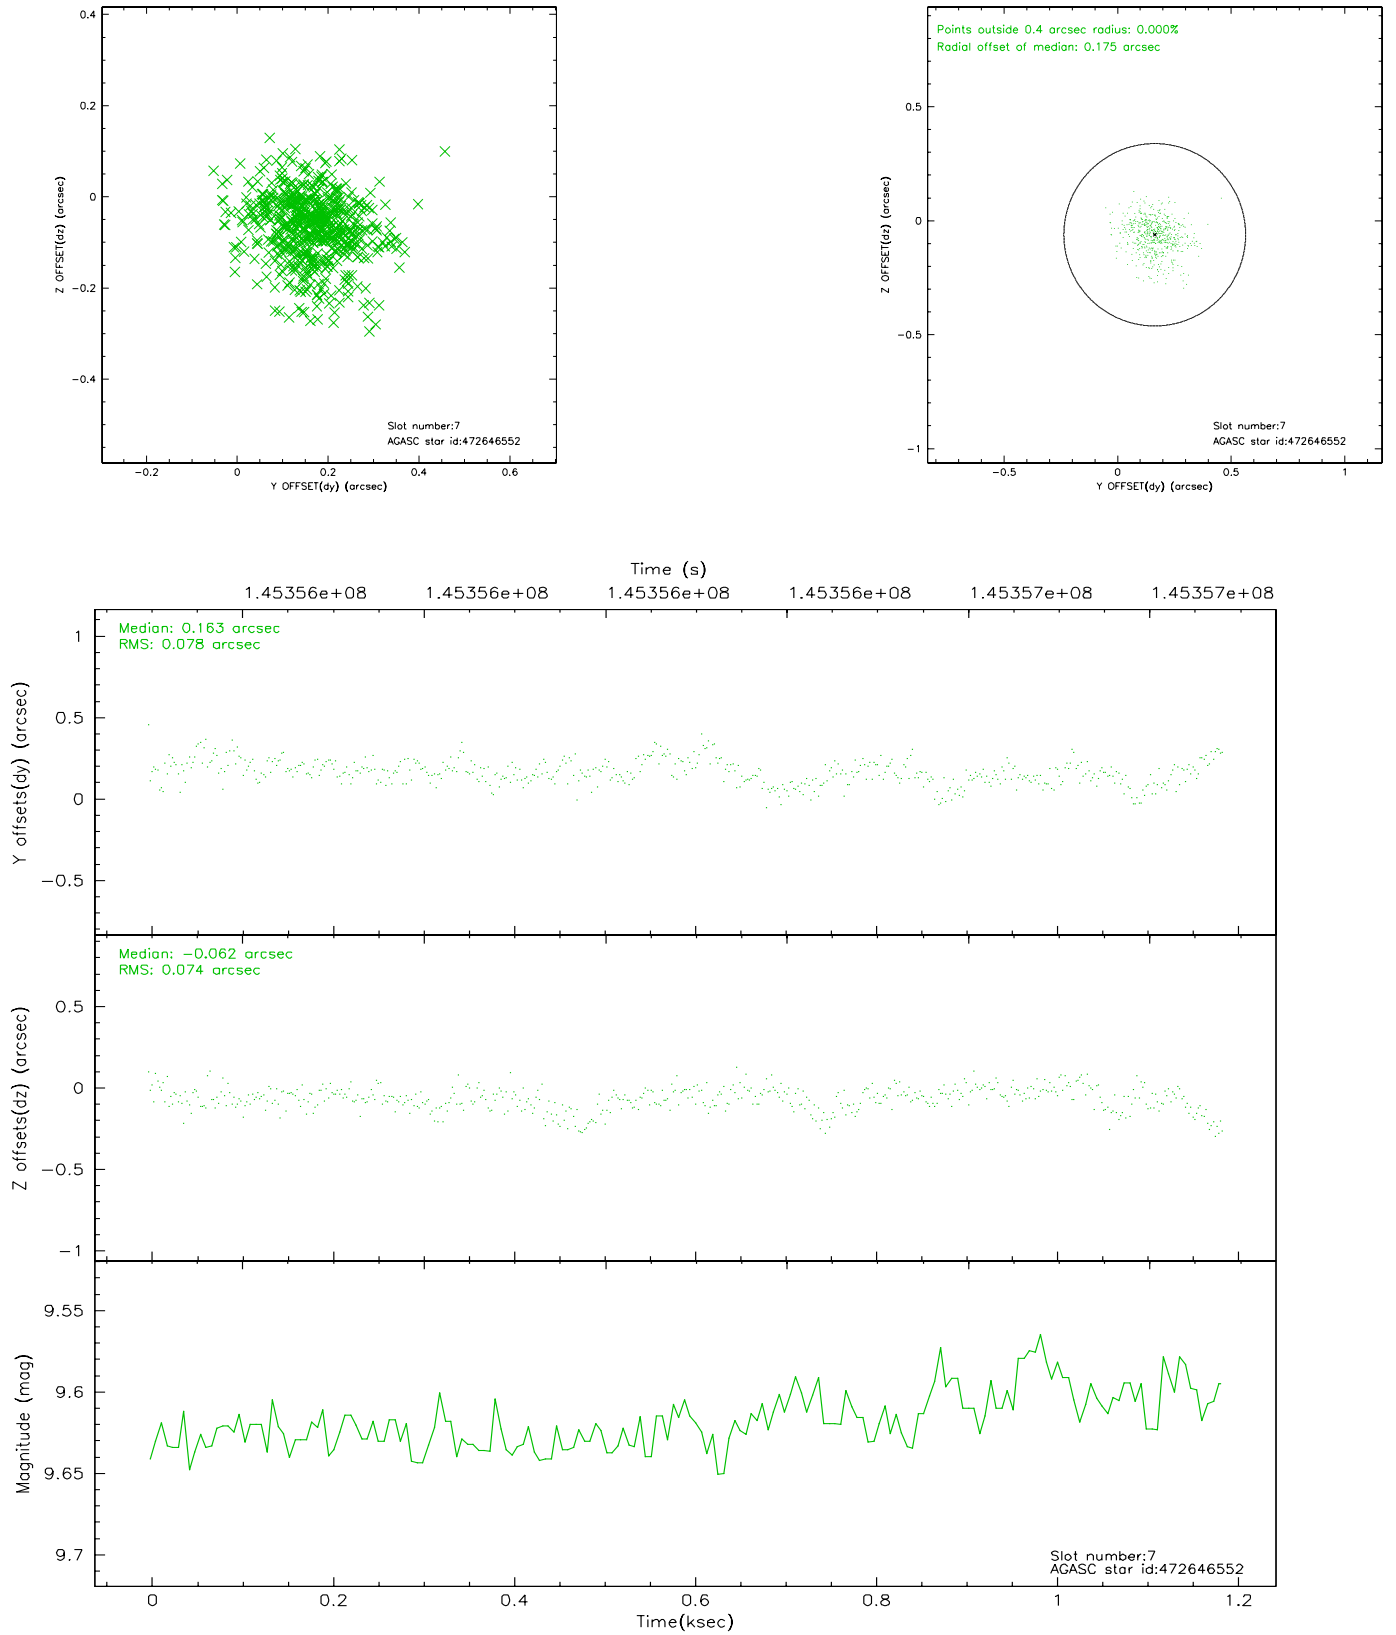 0.4
0.2
0
−0.2
−0.4
Z OFFSET(dz) (arcsec)
Slot number:7
AGASC star id:472646552
−0.2
0
0.2
0.4
0.6
Y OFFSET(dy) (arcsec)
Points outside 0.4 arcsec radius: 0.000%
Radial offset of median: 0.175 arcsec
0.5
0
−0.5
−1
Z OFFSET(dz) (arcsec)
Slot number:7
AGASC star id:472646552
−0.5
0
0.5
1
Y OFFSET(dy) (arcsec)
Time (s)
1.45356e+08
1.45356e+08
1.45356e+08
1.45356e+08
1.45357e+08
1.45357e+08
Median: 0.163 arcsec
RMS: 0.078 arcsec
1
0.5
0
−0.5
Y offsets(dy) (arcsec)
Median: −0.062 arcsec
RMS: 0.074 arcsec
0.5
0
−0.5
−1
Z offsets(dz) (arcsec)
9.55
9.6
9.65
9.7
Magnitude (mag)
Slot number:7
AGASC star id:472646552
0
0.2
0.4
0.6
0.8
1
1.2
Time(ksec)